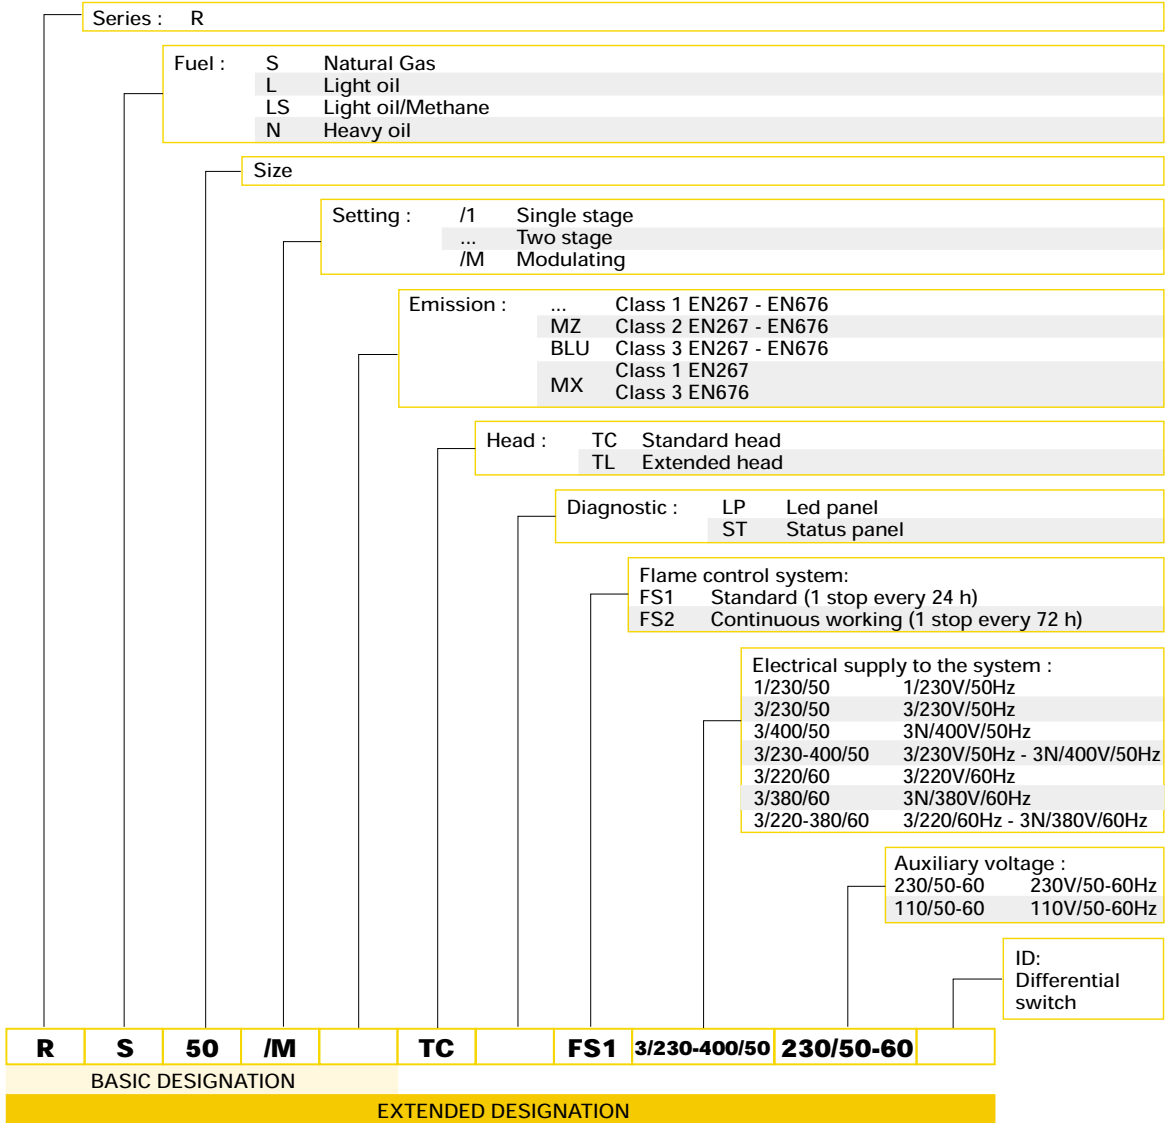 Series : R
Fuel : S Natural Gas
L Light oil
LS Light oil/Methane
N Heavy oil
Size
Setting : /1 Single stage
... Two stage
/M Modulating
Emission : ... Class 1 EN267 - EN676
MZ Class 2 EN267 - EN676
BLU Class 3 EN267 - EN676
MX Class 1 EN267
Class 3 EN676
Head : TC Standard head
TL Extended head
Diagnostic : LP Led panel
ST Status panel
Flame control system:
FS1 Standard (1 stop every 24 h)
FS2 Continuous working (1 stop every 72 h)
Electrical supply to the system :
1/230/50 1/230V/50Hz
3/230/50 3/230V/50Hz
3/400/50 3N/400V/50Hz
3/230-400/50 3/230V/50Hz - 3N/400V/50Hz
3/220/60 3/220V/60Hz
3/380/60 3N/380V/60Hz
3/220-380/60 3/220/60Hz - 3N/380V/60Hz
Auxiliary voltage :
230/50-60 230V/50-60Hz
110/50-60 110V/50-60Hz
ID:
Differential
switch
R S 50 /M TC FS1 3/230-400/50 230/50-60
BASIC DESIGNATION
EXTENDED DESIGNATION